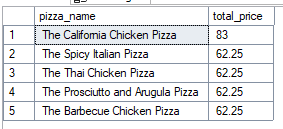 pizza_name total_price
1 The California Chicken Pizza 83
2 The Spicy Italian Pizza 62.25
3 The Thai Chicken Pizza 62.25
4 The Prosciutto and Arugula Pizza 62.25
5 The Barbecue Chicken Pizza 62.25